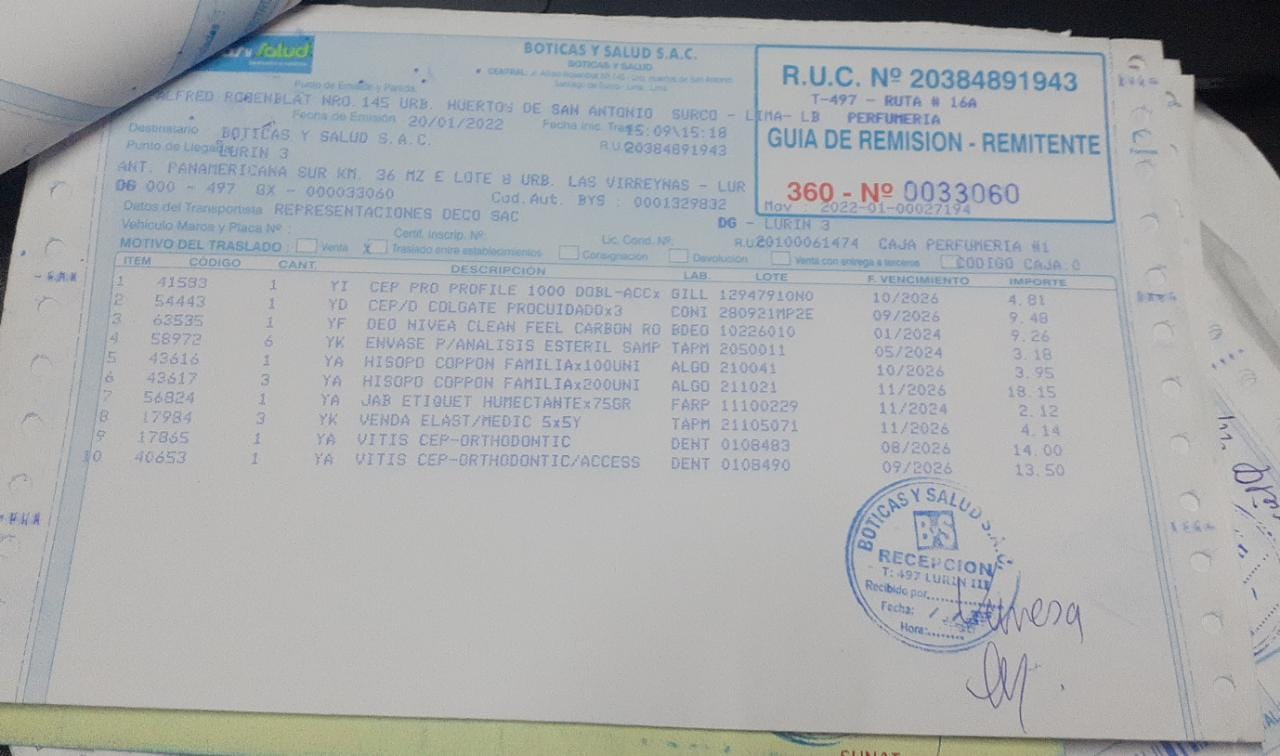 Salud
BOTICAS Y SALUD S.A.C.
BOTICAS Y SALUD
Punto de Emisión y Partida
ALFRED ROSENBLAT NRO.145 URB. HUERTOS DE SAN ANTONIO SURCO - LIMA- LB
Fecha de Emisión 20/01/2022 Fecha Inic. Tras 15:09\15:18
Destinatario BOTICAS Y SALUD S.A.C. R.U. 20384891943
Punto de Llegada LURIN 3
ANT. PANAMERICANA SUR KM. 36 MZ E LOTE 8 URB. LAS VIRREYNAS - LUR
DG 000 - 497 GX - 000033060 Cod.Aut. BYS : 0001329832
R.U.C. Nº 20384891943
T-497 - RUTA # 16A
PERFUMERIA
GUIA DE REMISION - REMITENTE
360 - Nº 0033060
Mov : 2022-01-00027194
Datos del Transportista REPRESENTACIONES DECO SAC DG - LURIN 3
Vehículo Marca y Placa Nº : Certif. Inscrip. Nº: Lic. Cond. Nº: R.U. 20100061474 CAJA PERFUMERIA #1
MOTIVO DEL TRASLADO : Venta X Traslado entre establecimientos Consignación Devolución Venta con entrega a terceros CODIGO CAJA:0
ITEM CÓDIGO CANT. DESCRIPCIÓN LAB. LOTE F. VENCIMIENTO IMPORTE
1 41583 1 YI CEP PRO PROFILE 1000 DOBL-ACCx GILL 12947910N0 10/2026 4.81
2 54443 1 YD CEP/D COLGATE PROCUIDADOx3 CONI 280921MP2E 09/2026 9.48
3 63535 1 YF DEO NIVEA CLEAN FEEL CARBON RO BDEO 10226010 01/2024 9.26
4 58972 6 YK ENVASE P/ANALISIS ESTERIL SAMP TAPM 2050011 05/2024 3.18
5 43616 1 YA HISOPO COPPON FAMILIAx100UNI ALGO 210041 10/2026 3.95
6 43617 3 YA HISOPO COPPON FAMILIAx200UNI ALGO 211021 11/2026 18.15
7 56824 1 YA JAB ETIQUET HUMECTANTEx75GR FARP 11100229 11/2024 2.12
8 17984 3 YK VENDA ELAST/MEDIC 5x5Y TAPM 21105071 11/2026 4.14
9 17865 1 YA VITIS CEP-ORTHODONTIC DENT 0108483 08/2026 14.00
10 40653 1 YA VITIS CEP-ORTHODONTIC/ACCESS DENT 0108490 09/2026 13.50
BOTICAS Y SALUD S.A.C.
BS
RECEPCION
T: 497 LURIN III
Recibido por
Fecha:
Hora: